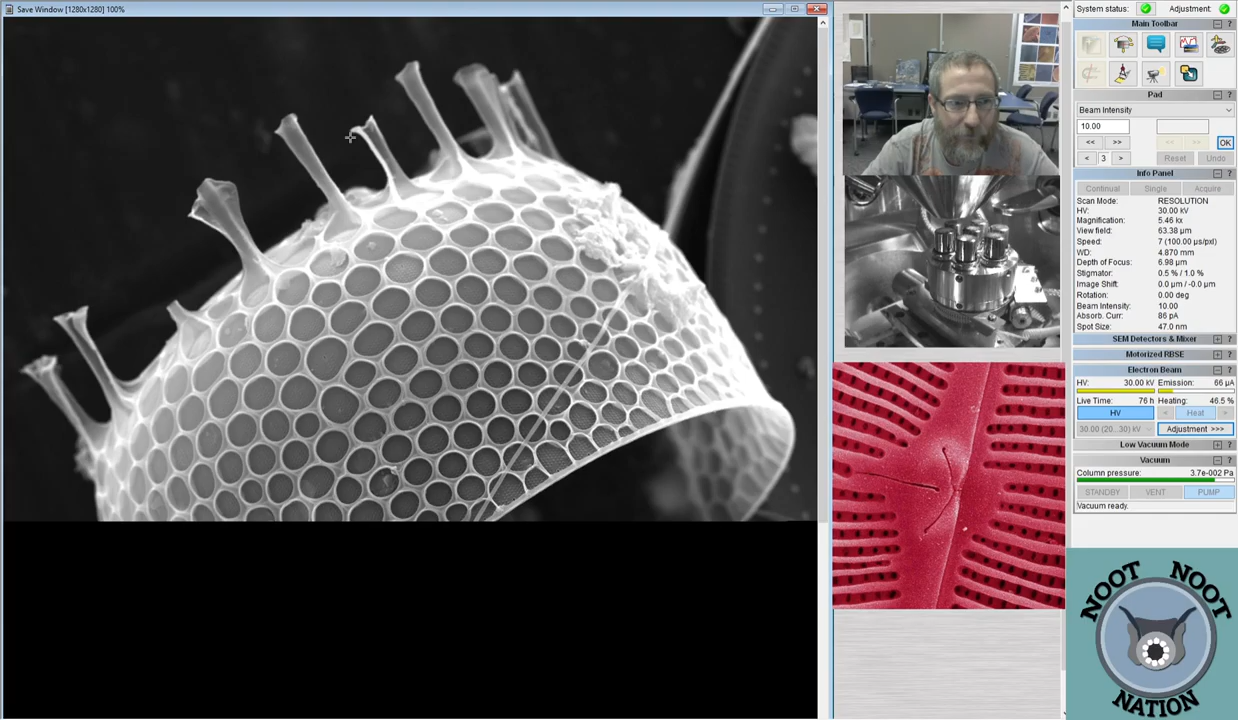 Save Window [1280x1280] 100%
System status:
Adjustment:
Main Toolbar
?
Pad
?
Beam Intensity
10.00
<< >>
<< >>
OK
< 3 >
Reset
Undo
Info Panel
?
Continual
Single
Acquire
Scan Mode: RESOLUTION
HV: 30.00 kV
Magnification: 5.46 kx
View field: 63.38 µm
Speed: 7 (100.00 µs/pxl)
WD: 4.870 mm
Depth of Focus: 6.98 µm
Stigmator: 0.5 % / 1.0 %
Image Shift: 0.0 µm / -0.0 µm
Rotation: 0.00 deg
Beam Intensity: 10.00
Absorb. Curr: 86 pA
Spot Size: 47.0 nm
SEM Detectors & Mixer
?
Motorized RBSE
?
Electron Beam
?
HV: 30.00 kV Emission: 66 µA
Live Time: 76 h Heating: 46.5 %
HV
< Heat >
30.00 (20...30) kV
Adjustment >>>
Low Vacuum Mode
?
Vacuum
?
Column pressure: 3.7e-002 Pa
STANDBY
VENT
PUMP
Vacuum ready.
NOOT NOOT
NATION